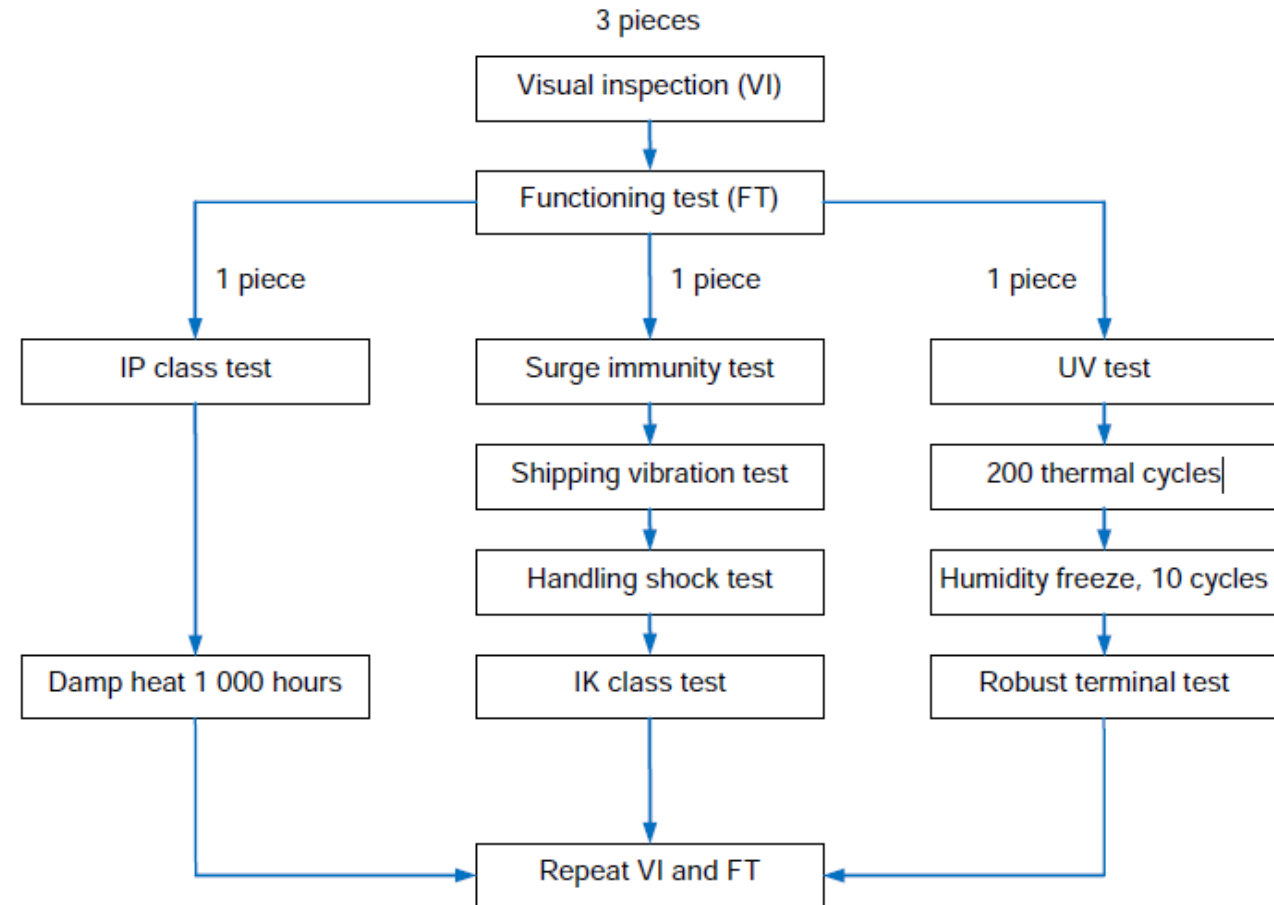 3 pieces
Visual inspection (VI)
Functioning test (FT)
1 piece
1 piece
1 piece
IP class test
Surge immunity test
UV test
Shipping vibration test
200 thermal cycles
Handling shock test
Humidity freeze, 10 cycles
Damp heat 1 000 hours
IK class test
Robust terminal test
Repeat VI and FT